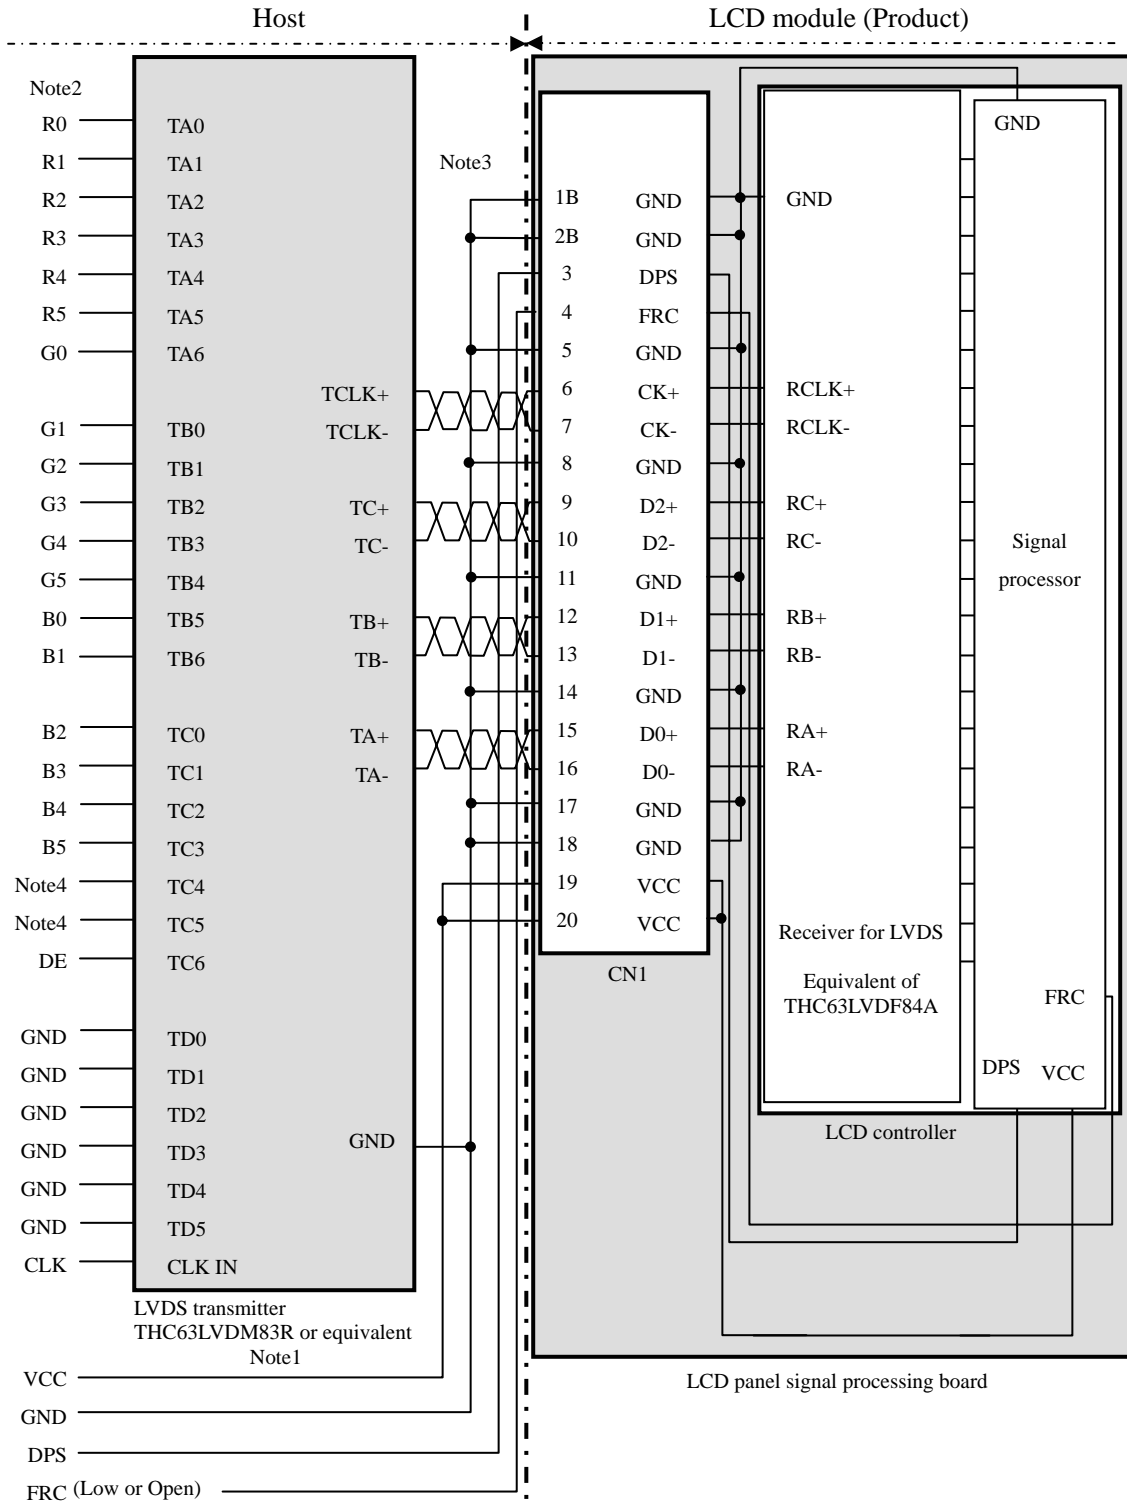 Host
LCD module (Product)
Note2
R0 TA0
R1 TA1
R2 TA2
R3 TA3
R4 TA4
R5 TA5
G0 TA6
TCLK+
G1 TB0 TCLK-
G2 TB1
G3 TB2 TC+
G4 TB3 TC-
G5 TB4
B0 TB5 TB+
B1 TB6 TB-
B2 TC0 TA+
B3 TC1 TA-
B4 TC2
B5 TC3
Note4 TC4
Note4 TC5
DE TC6
GND TD0
GND TD1
GND TD2
GND TD3 GND
GND TD4
GND TD5
CLK CLK IN
LVDS transmitter
THC63LVDM83R or equivalent
Note1
VCC
GND
DPS
FRC (Low or Open)
Note3
1B GND
2B GND
3 DPS
4 FRC
5 GND
6 CK+
7 CK-
8 GND
9 D2+
10 D2-
11 GND
12 D1+
13 D1-
14 GND
15 D0+
16 D0-
17 GND
18 GND
19 VCC
20 VCC
CN1
GND
RCLK+
RCLK-
RC+
RC-
RB+
RB-
RA+
RA-
Receiver for LVDS
Equivalent of
THC63LVDF84A
GND
Signal
processor
FRC
DPS VCC
LCD controller
LCD panel signal processing board